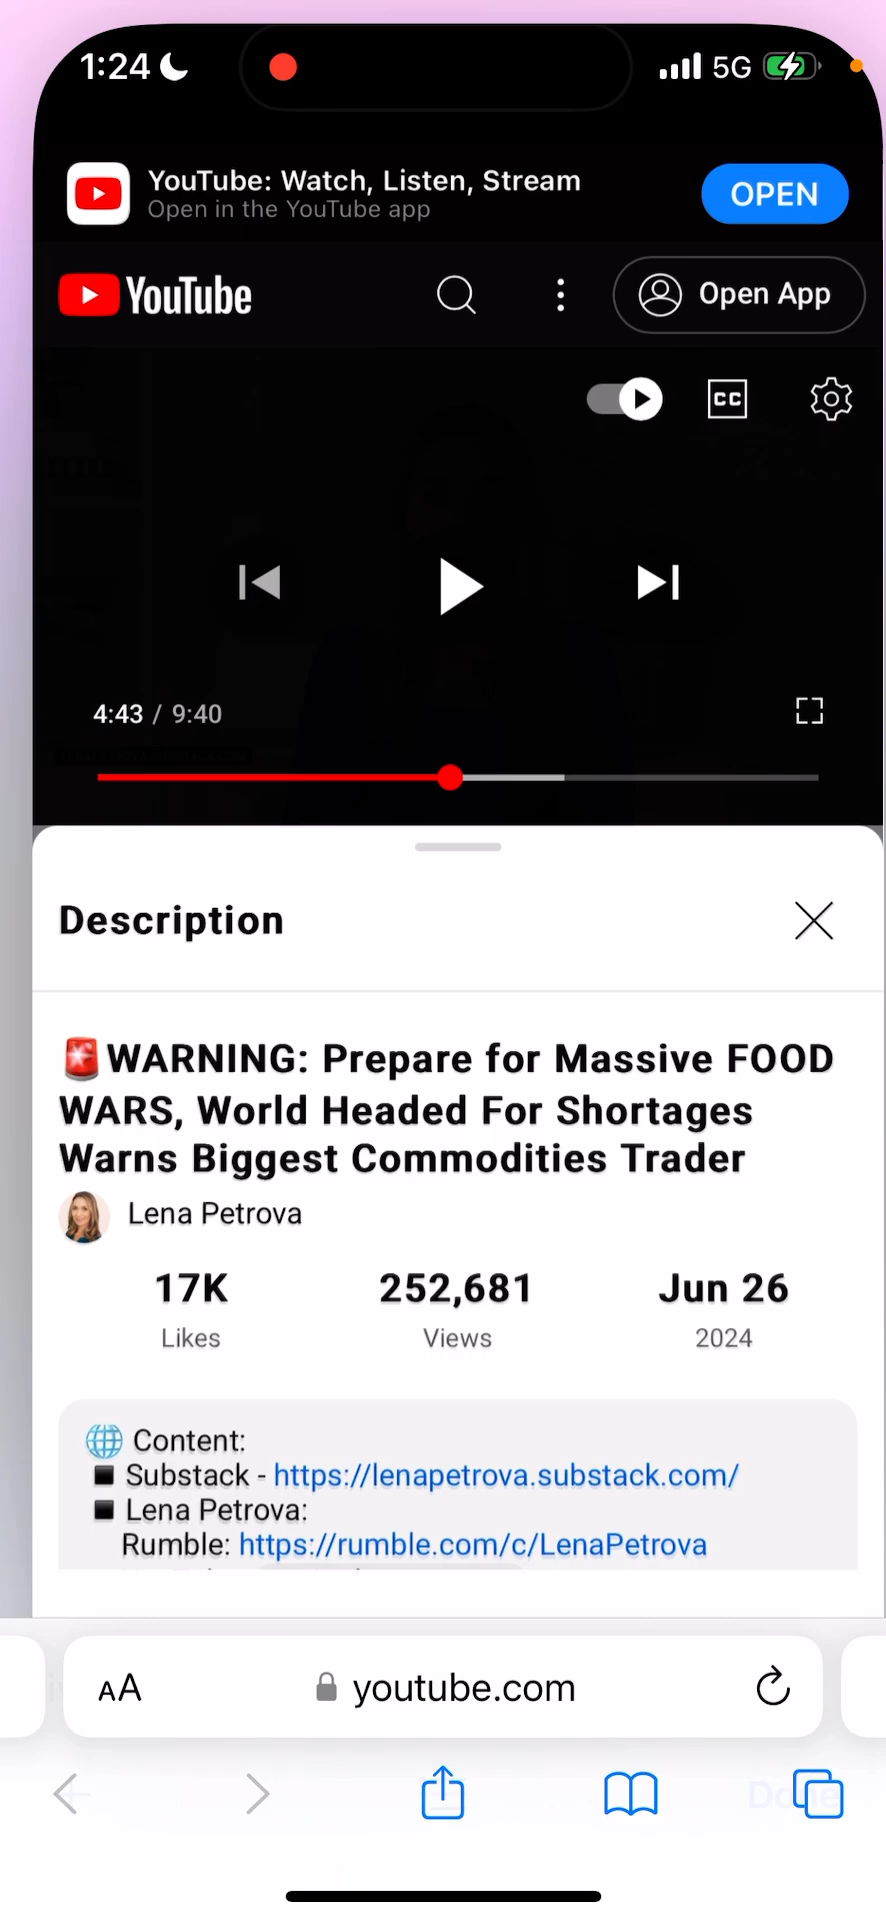 1:24
5G
YouTube: Watch, Listen, Stream
Open in the YouTube app
OPEN
YouTube
Open App
CC
4:43 / 9:40
Description
🚨WARNING: Prepare for Massive FOOD
WARS, World Headed For Shortages
Warns Biggest Commodities Trader
Lena Petrova
17K
252,681
Jun 26
Likes
Views
2024
🌐 Content:
◾ Substack - https://lenapetrova.substack.com/
◾ Lena Petrova:
Rumble: https://rumble.com/c/LenaPetrova
AA
youtube.com